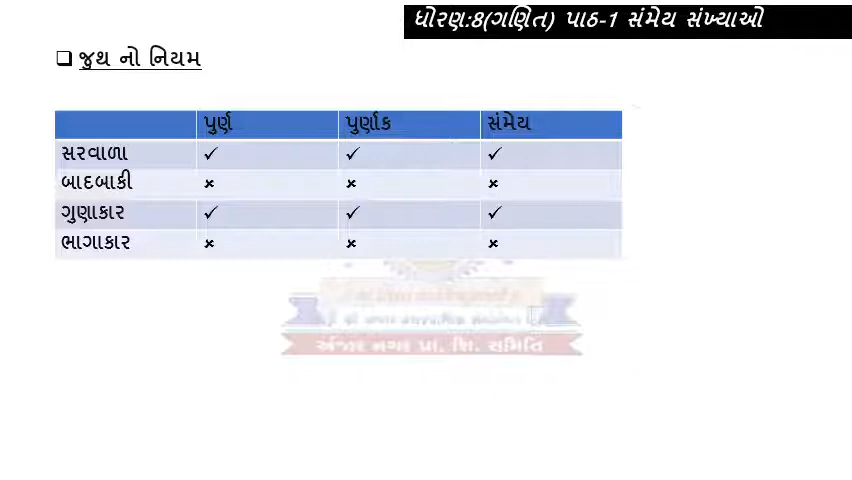 ધોરણ:8(ગણિત) પાઠ-1 સંમેય સંખ્યાઓ
જુથ નો નિયમ
પુર્ણ પુર્ણાંક સંમેય
સરવાળા ✓ ✓ ✓
બાદબાકી × × ×
ગુણાકાર ✓ ✓ ✓
ભાગાકાર × × ×
અંજાર નગર પ્રા. શિ. સમિતિ